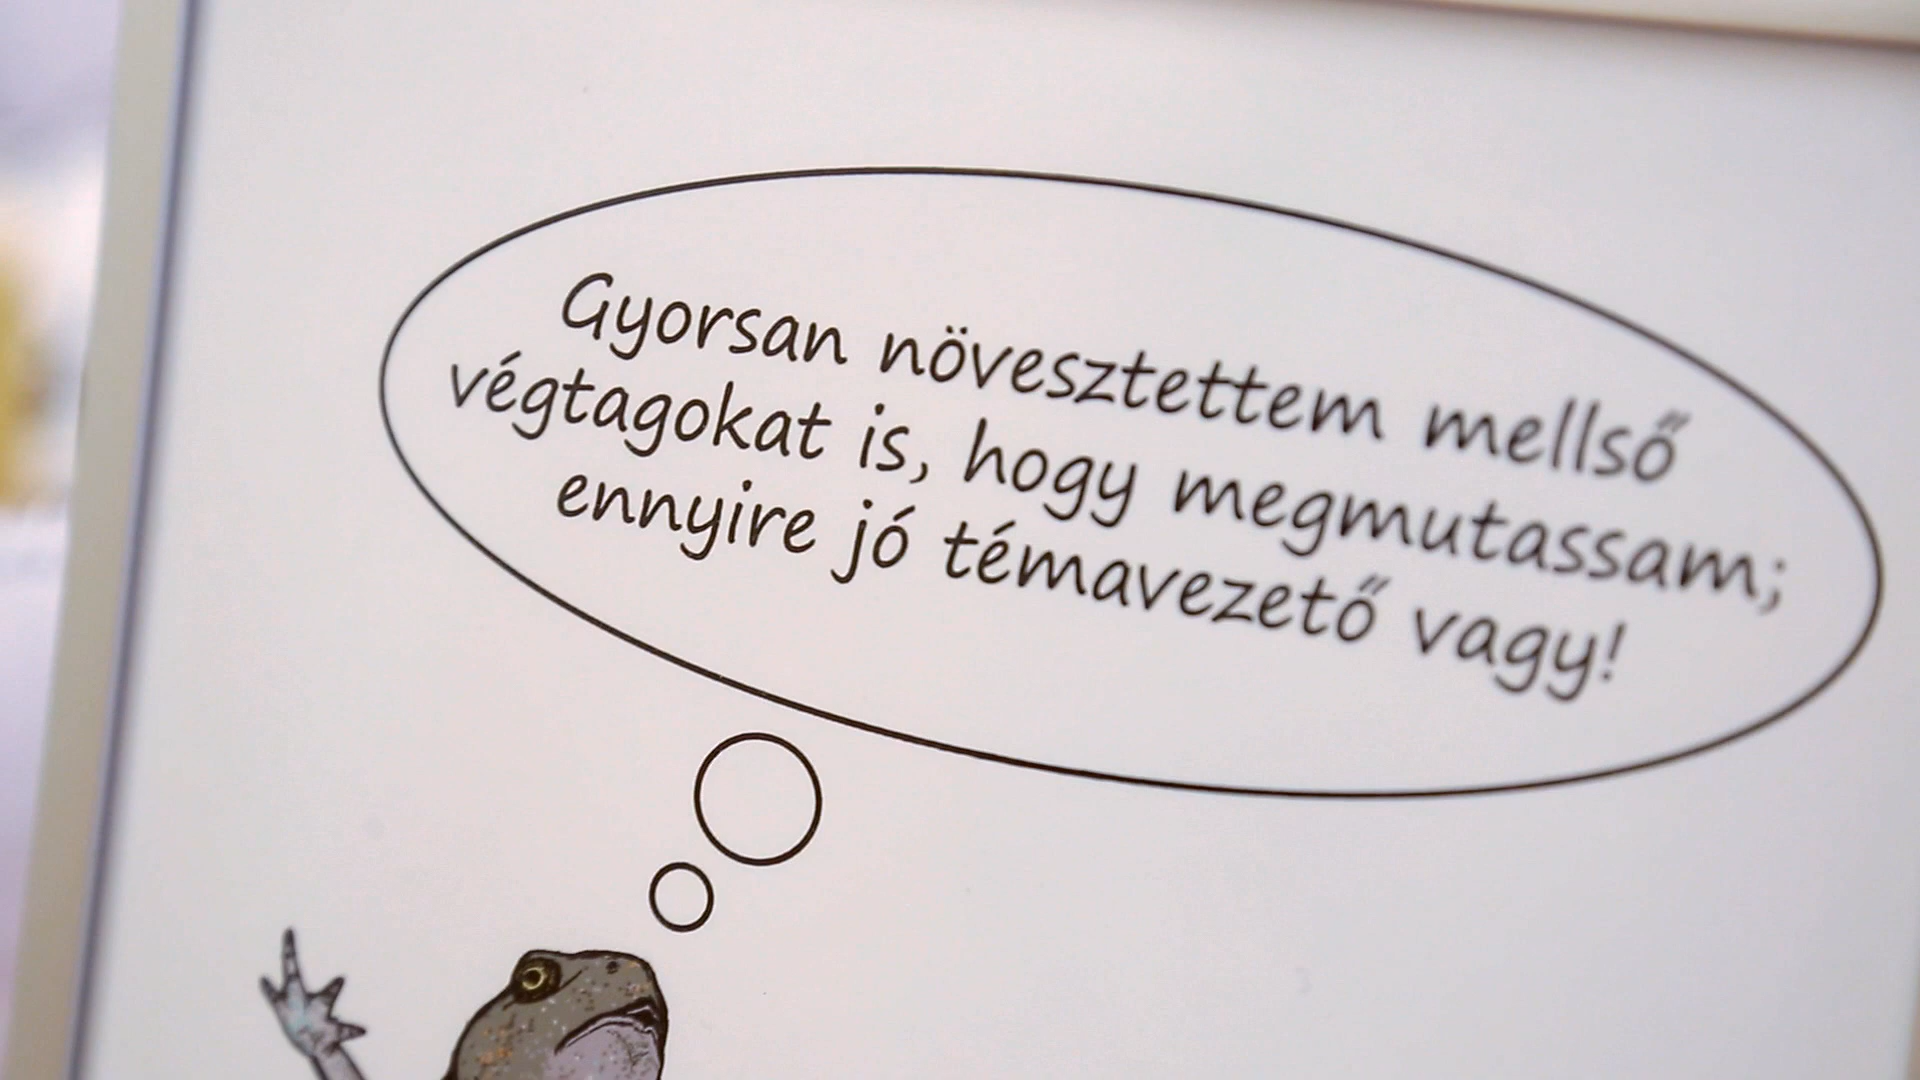 Gyorsan növesztettem mellső
végtagokat is, hogy megmutassam;
ennyire jó témavezető vagy!